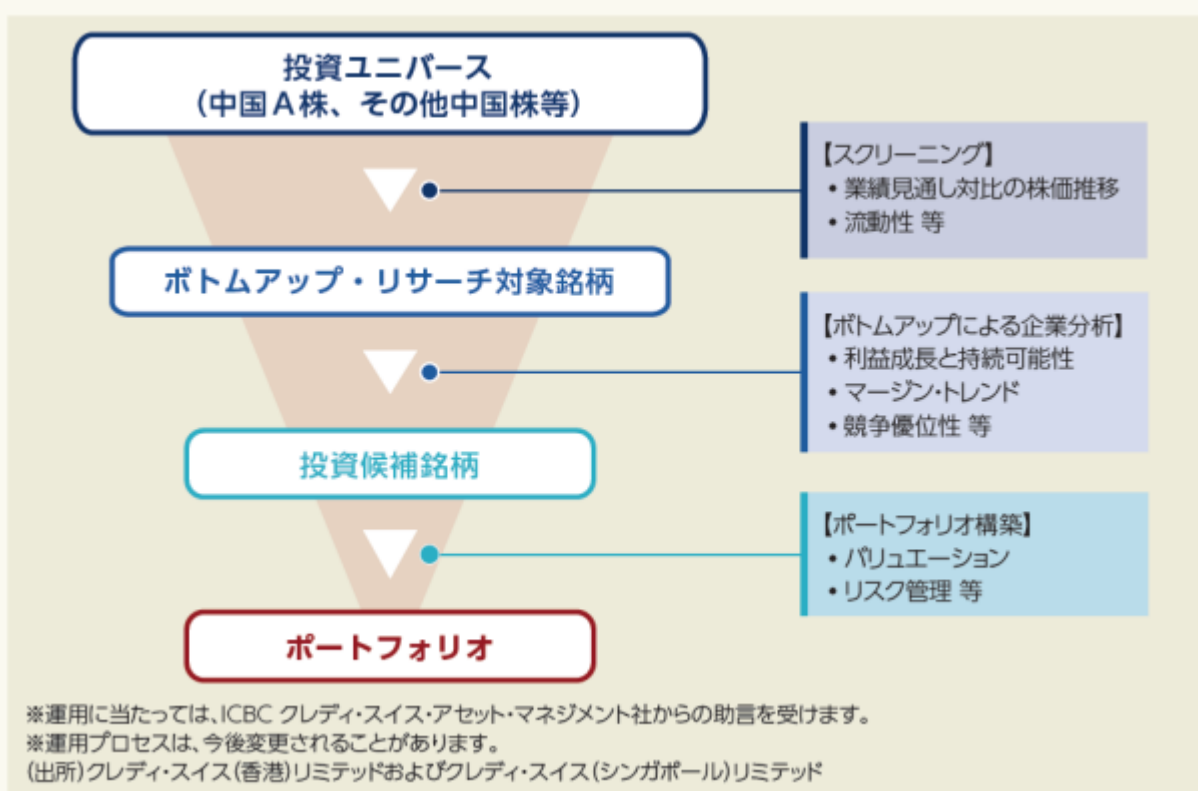 投資ユニバース
（中国A株、その他中国株等）
【スクリーニング】
• 業績見通し対比の株価推移
• 流動性 等
ボトムアップ・リサーチ対象銘柄
【ボトムアップによる企業分析】
• 利益成長と持続可能性
• マージン・トレンド
• 競争優位性 等
投資候補銘柄
【ポートフォリオ構築】
• バリュエーション
• リスク管理 等
ポートフォリオ
※運用に当たっては、ICBC クレディ・スイス・アセット・マネジメント社からの助言を受けます。
※運用プロセスは、今後変更されることがあります。
(出所)クレディ・スイス(香港)リミテッドおよびクレディ・スイス(シンガポール)リミテッド